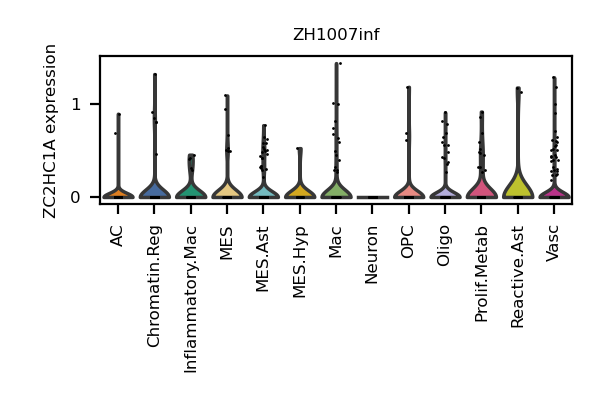 ZH1007inf
ZC2HC1A expression
1
0
AC
Chromatin.Reg
Inflammatory.Mac
MES
MES.Ast
MES.Hyp
Mac
Neuron
OPC
Oligo
Prolif.Metab
Reactive.Ast
Vasc